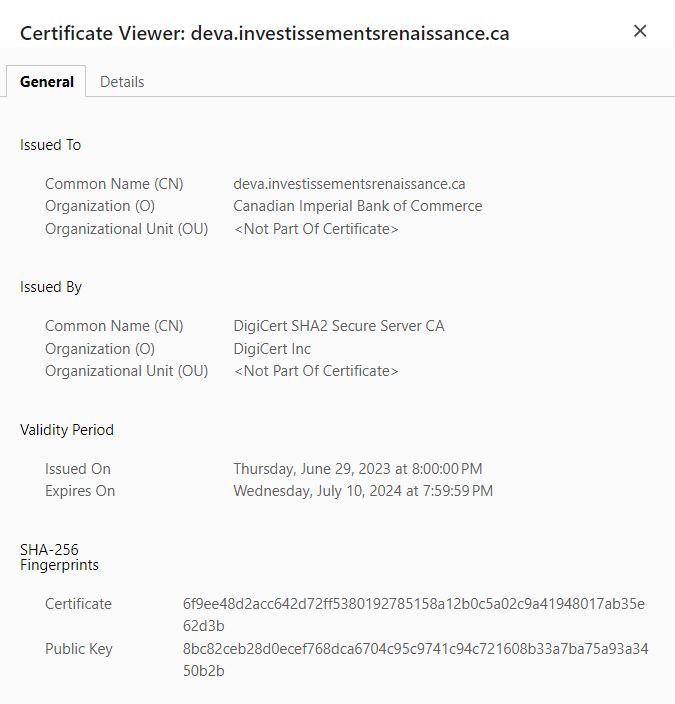 Certificate Viewer: deva.investissementsrenaissance.ca
General Details
Issued To
Common Name (CN) deva.investissementsrenaissance.ca
Organization (O) Canadian Imperial Bank of Commerce
Organizational Unit (OU) <Not Part Of Certificate>
Issued By
Common Name (CN) DigiCert SHA2 Secure Server CA
Organization (O) DigiCert Inc
Organizational Unit (OU) <Not Part Of Certificate>
Validity Period
Issued On Thursday, June 29, 2023 at 8:00:00 PM
Expires On Wednesday, July 10, 2024 at 7:59:59 PM
SHA-256
Fingerprints
Certificate 6f9ee48d2acc642d72ff5380192785158a12b0c5a02c9a41948017ab35e
62d3b
Public Key 8bc82ceb28d0ecef768dca6704c95c9741c94c721608b33a7ba75a93a34
50b2b